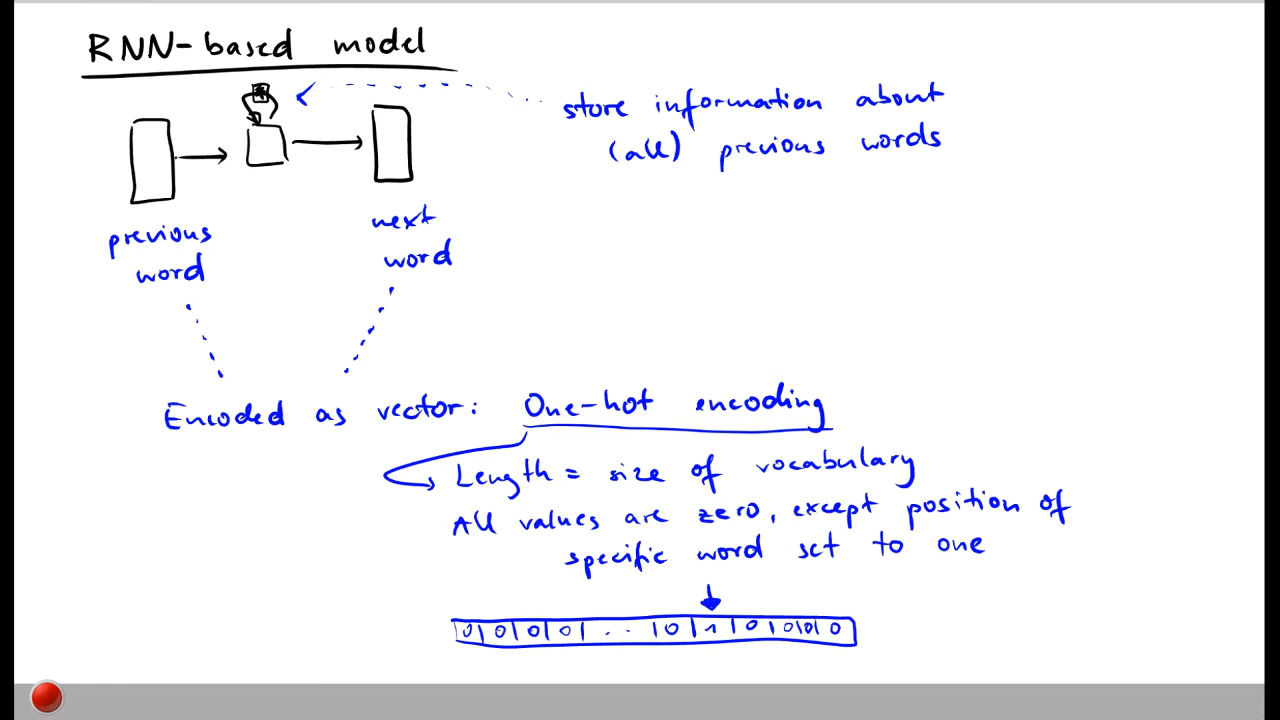 RNN-based model
store information about
(all) previous words
previous
word
next
word
Encoded as vector: One-hot encoding
Length = size of vocabulary
All values are zero, except position of
specific word set to one
0|0|0|0| . . . |0|1|0|0|0|0